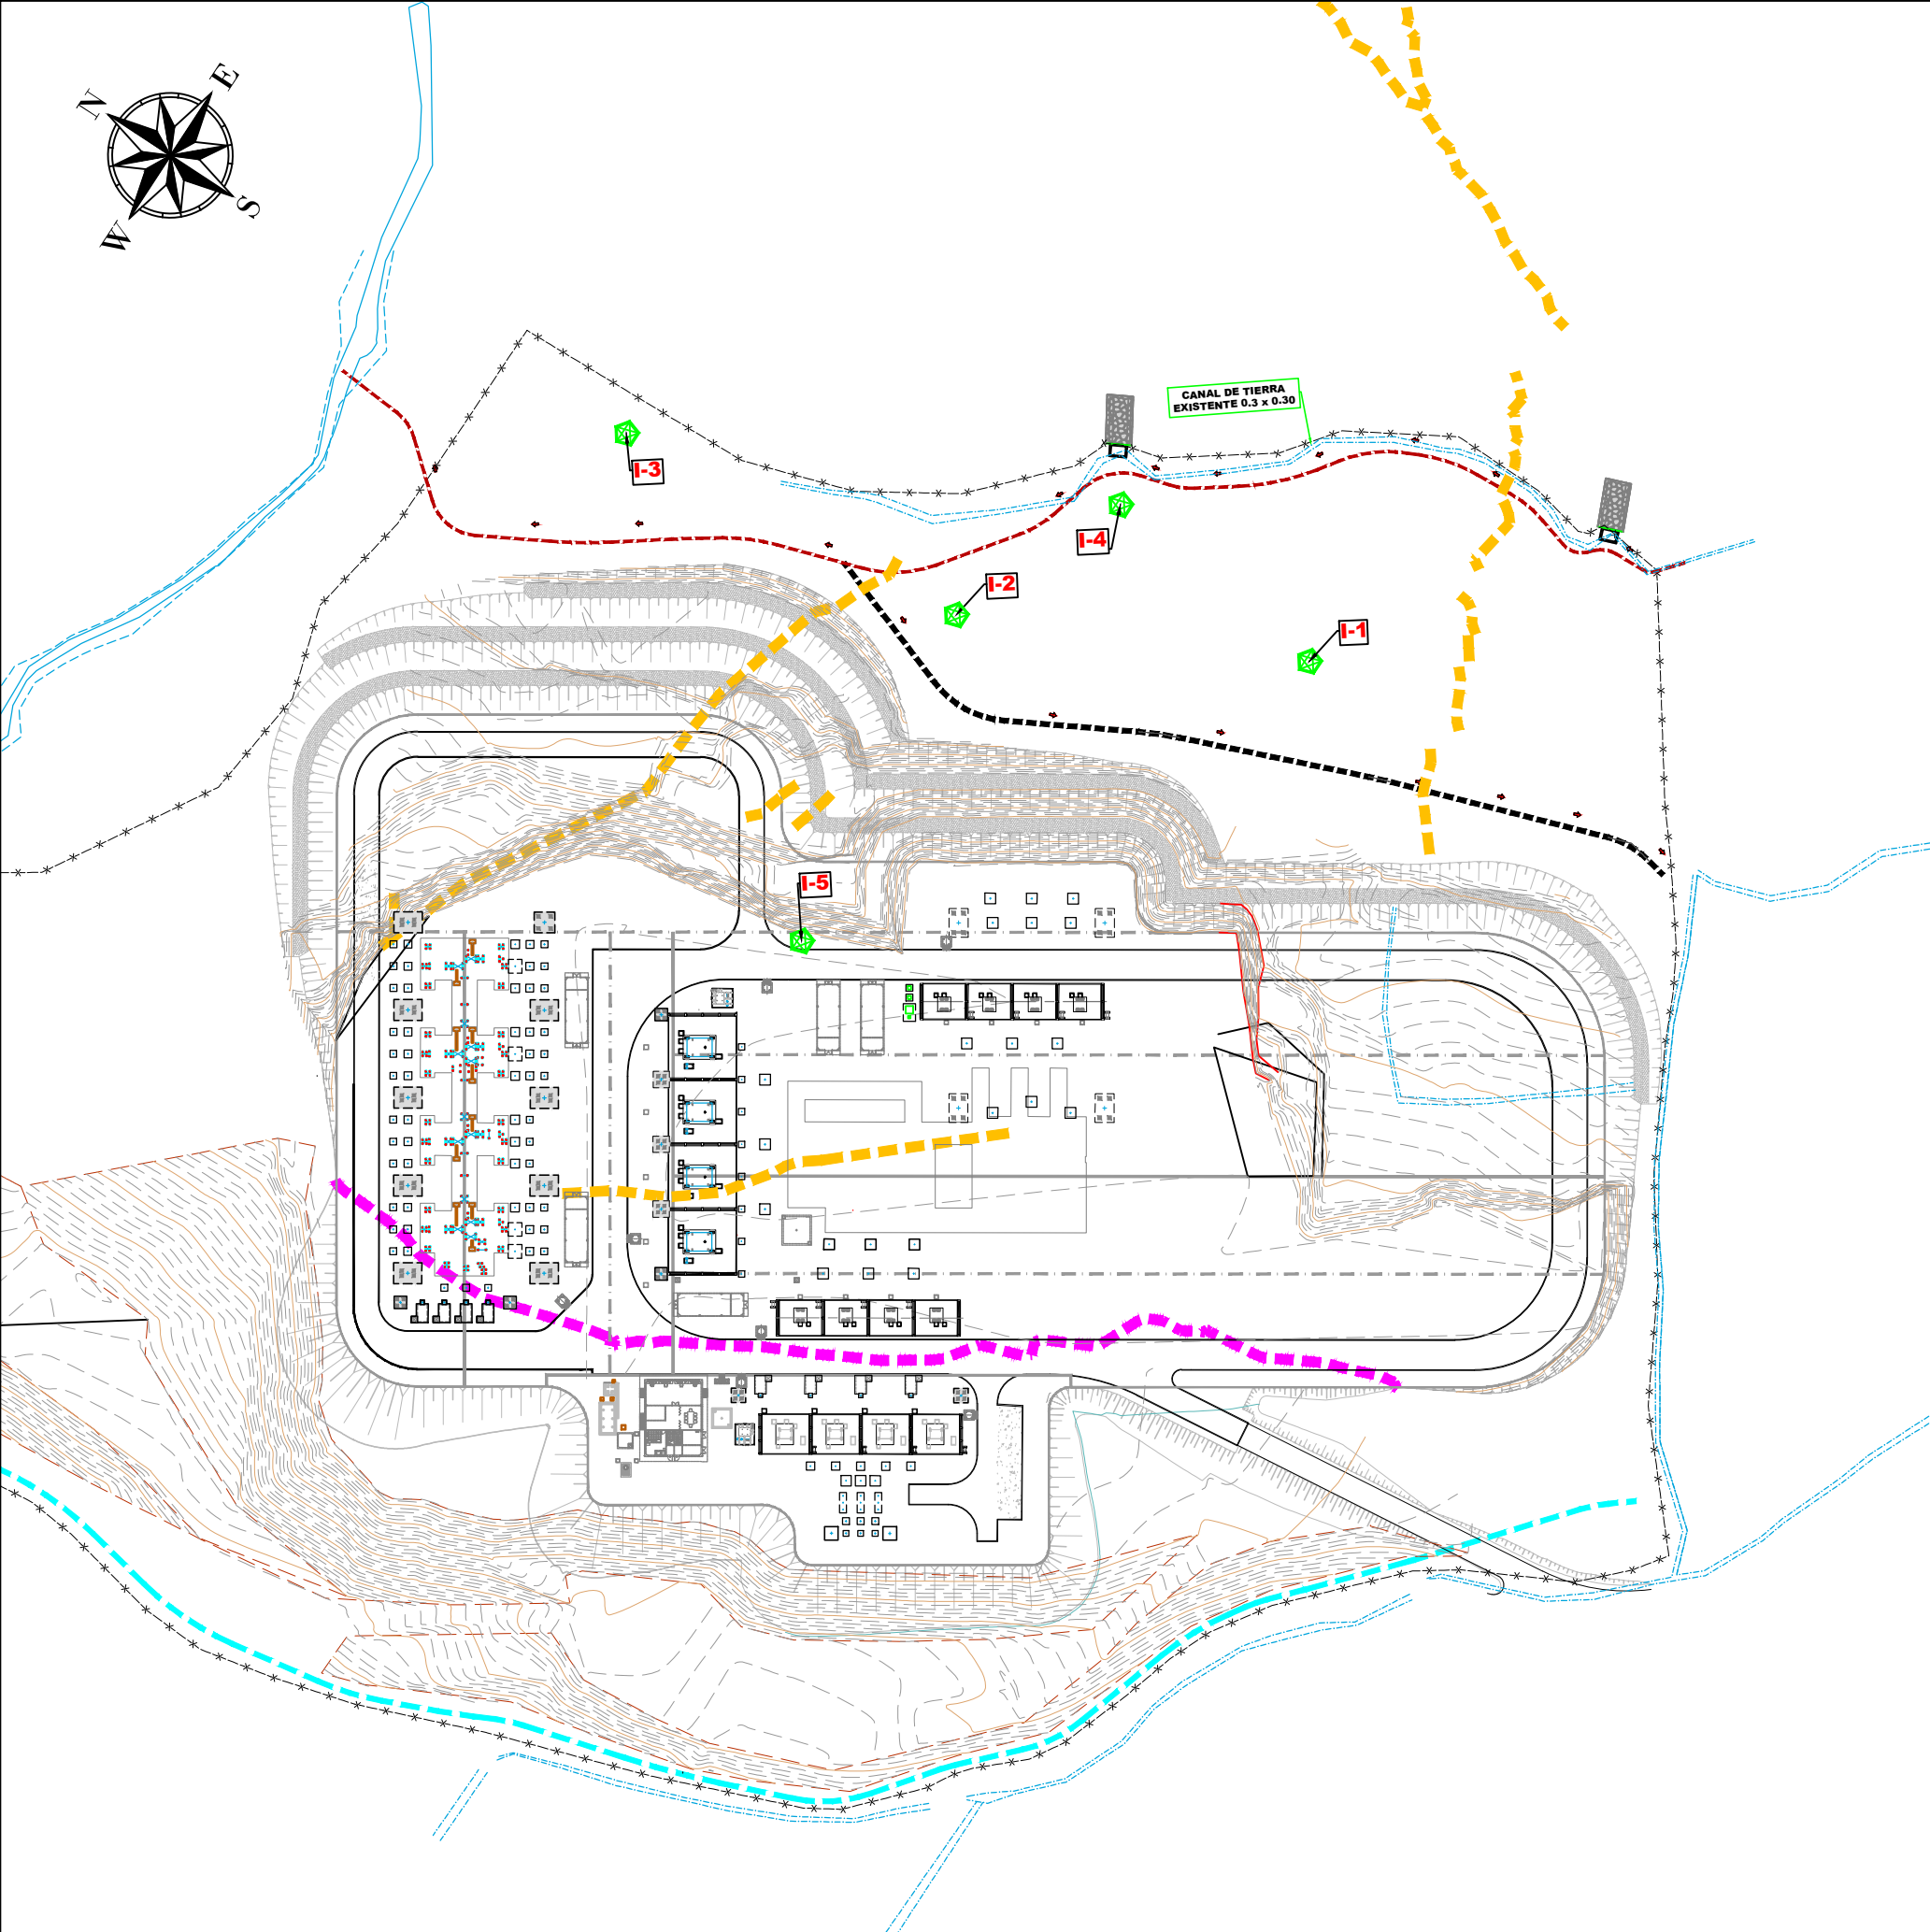 E
N
S
W
CANAL DE TIERRA
EXISTENTE 0.3 x 0.30
I-3
I-4
I-2
I-1
I-5